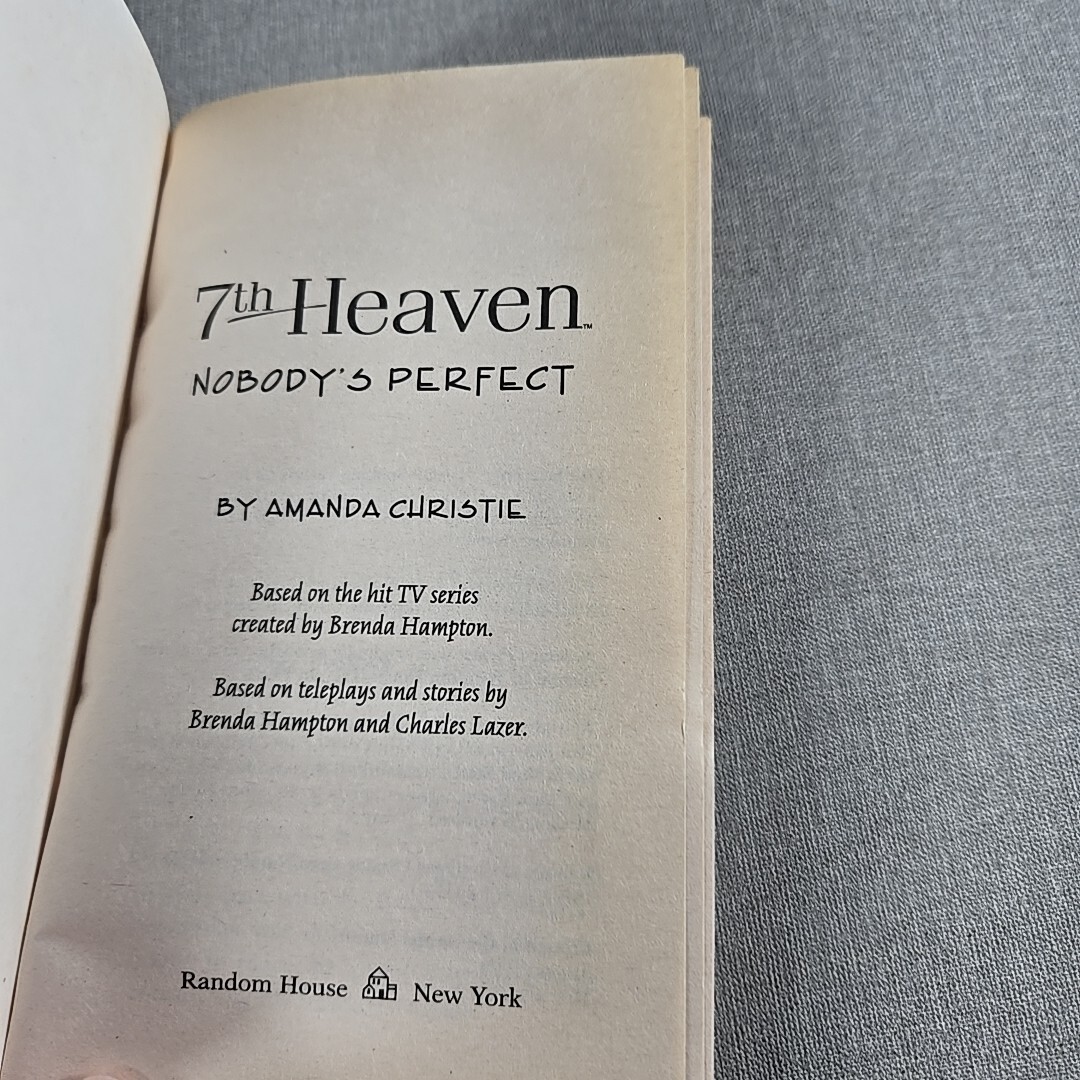 7th Heaven™
NOBODY'S PERFECT
BY AMANDA CHRISTIE
Based on the hit TV series
created by Brenda Hampton.
Based on teleplays and stories by
Brenda Hampton and Charles Lazer.
Random House New York